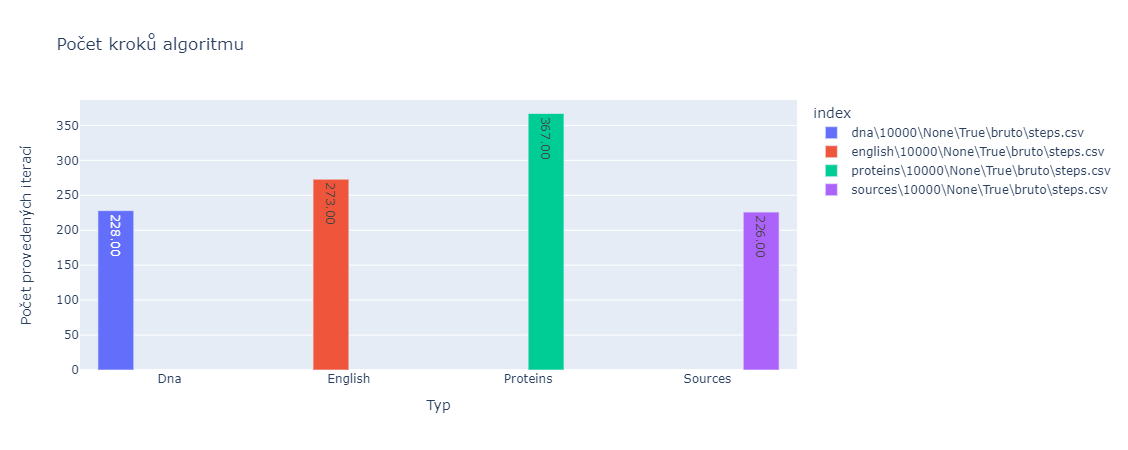 Počet kroků algoritmu
Počet provedených iterací
350
300
250
200
150
100
50
0
228.00
273.00
367.00
226.00
Dna
English
Proteins
Sources
Typ
index
dna\10000\None\True\bruto\steps.csv
english\10000\None\True\bruto\steps.csv
proteins\10000\None\True\bruto\steps.csv
sources\10000\None\True\bruto\steps.csv